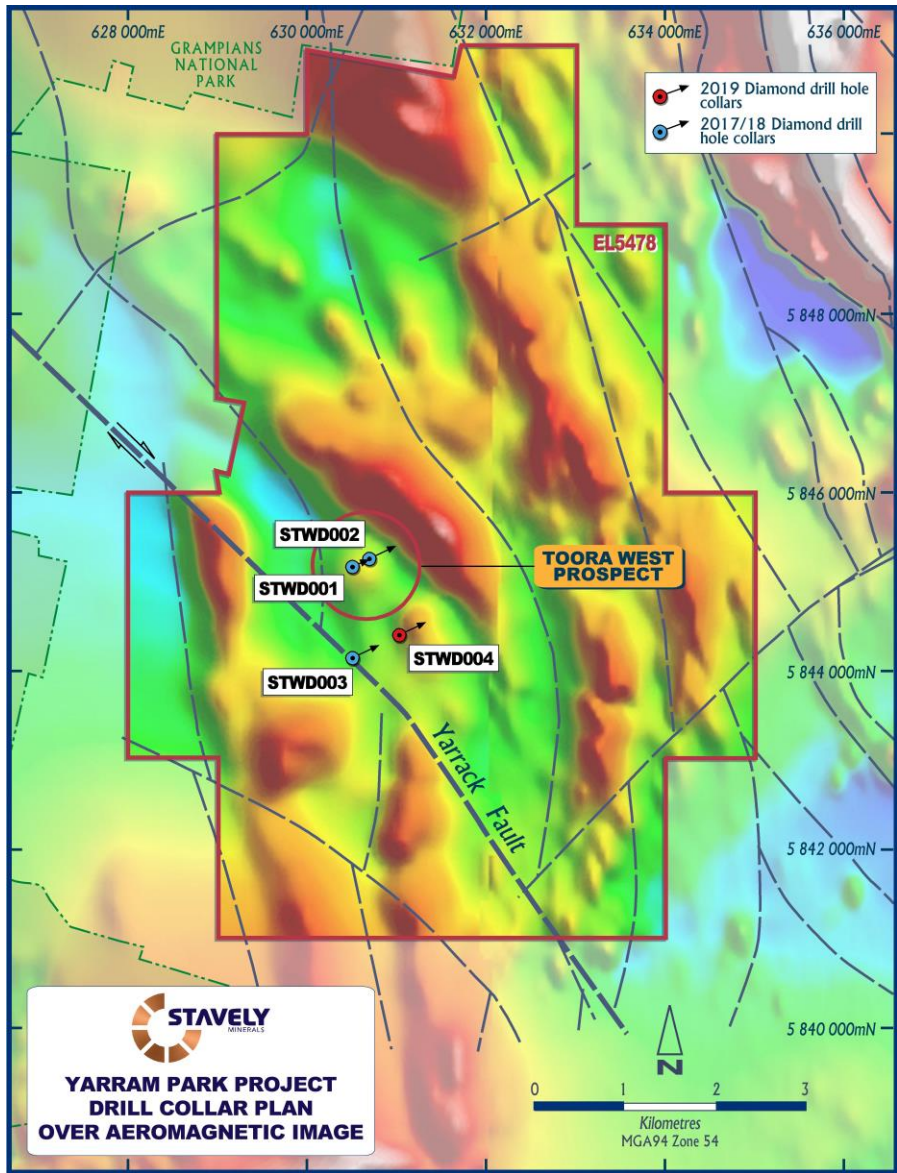 628 000mE
630 000mE
632 000mE
634 000mE
636 000mE
GRAMPIANS
NATIONAL
PARK
2019 Diamond drill hole
collars
2017/18 Diamond drill
hole collars
EL5478
5 848 000mN
5 846 000mN
STWD002
STWD001
TOORA WEST
PROSPECT
STWD004
STWD003
5 844 000mN
Yarrack Fault
5 842 000mN
5 840 000mN
STAVELY
MINERALS
YARRAM PARK PROJECT
DRILL COLLAR PLAN
OVER AEROMAGNETIC IMAGE
N
0 1 2 3
Kilometres
MGA94 Zone 54